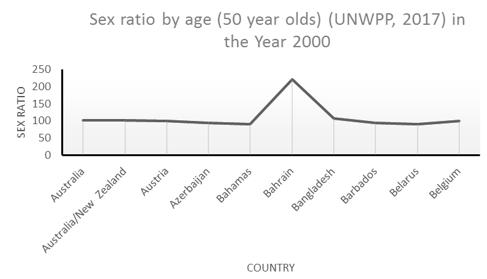 Sex ratio by age (50 year olds) (UNWPP, 2017) in
the Year 2000
250
200
150
100
50
0
SEX RATIO
Australia
Australia/New Zealand
Austria
Azerbaijan
Bahamas
Bahrain
Bangladesh
Barbados
Belarus
Belgium
COUNTRY